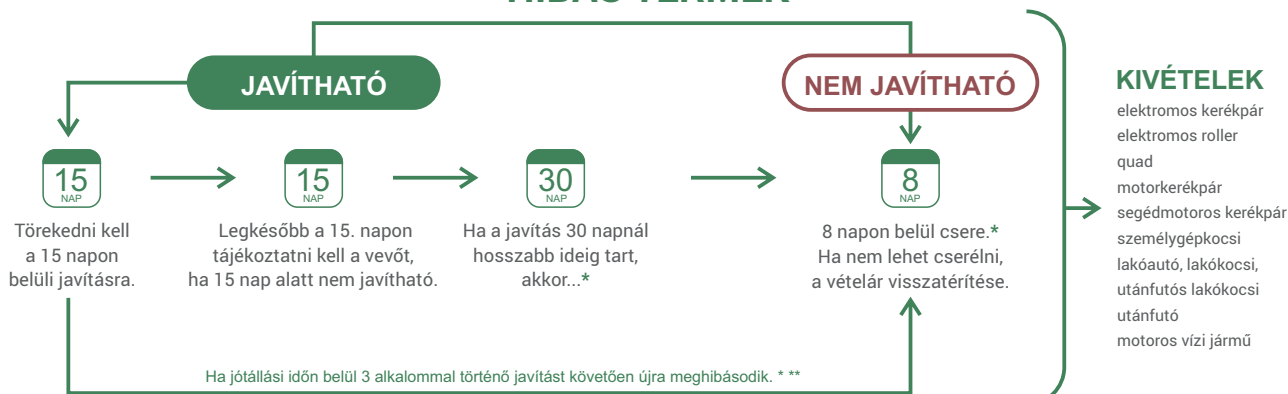 HIBÁS TERMÉK
JAVÍTHATÓ
NEM JAVÍTHATÓ
15
NAP
Törekedni kell
a 15 napon
belüli javításra.
15
NAP
Legkésőbb a 15. napon
tájékoztatni kell a vevőt,
ha 15 nap alatt nem javítható.
30
NAP
Ha a javítás 30 napnál
hosszabb ideig tart,
akkor...*
8
NAP
8 napon belül csere.*
Ha nem lehet cserélni,
a vételár visszatérítése.
Ha jótállási időn belül 3 alkalommal történő javítást követően újra meghibásodik. * **
KIVÉTELEK
elektromos kerékpár
elektromos roller
quad
motorkerékpár
segédmotoros kerékpár
személygépkocsi
lakóautó, lakókocsi,
utánfutós lakókocsi
utánfutó
motoros vízi jármű